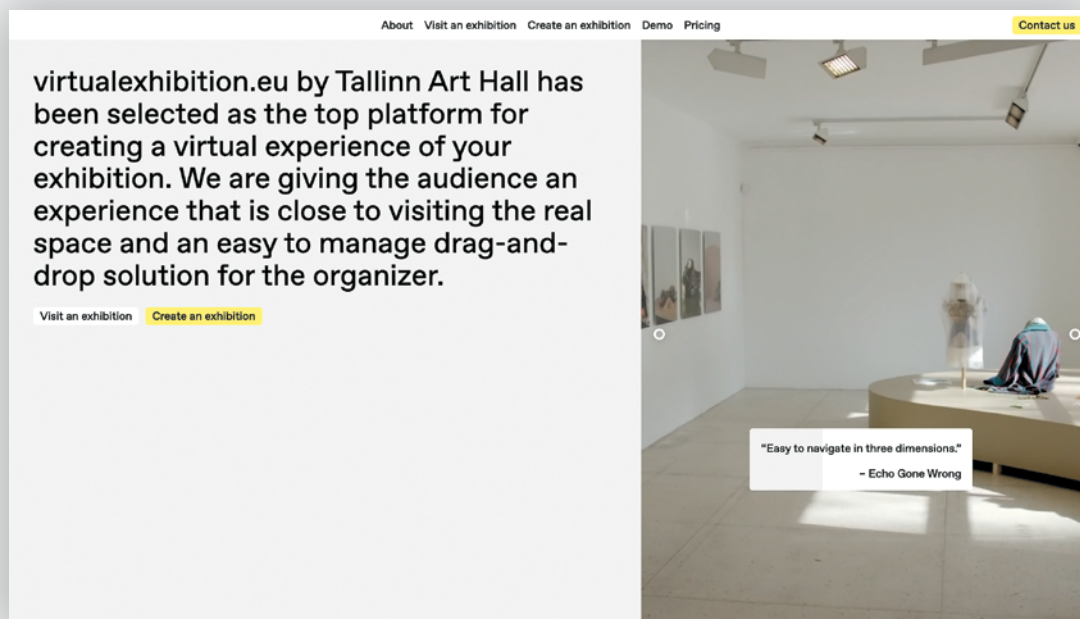 About Visit an exhibition Create an exhibition Demo Pricing Contact us
virtualexhibition.eu by Tallinn Art Hall has
been selected as the top platform for
creating a virtual experience of your
exhibition. We are giving the audience an
experience that is close to visiting the real
space and an easy to manage drag-and-
drop solution for the organizer.
Visit an exhibition Create an exhibition
“Easy to navigate in three dimensions.”
– Echo Gone Wrong